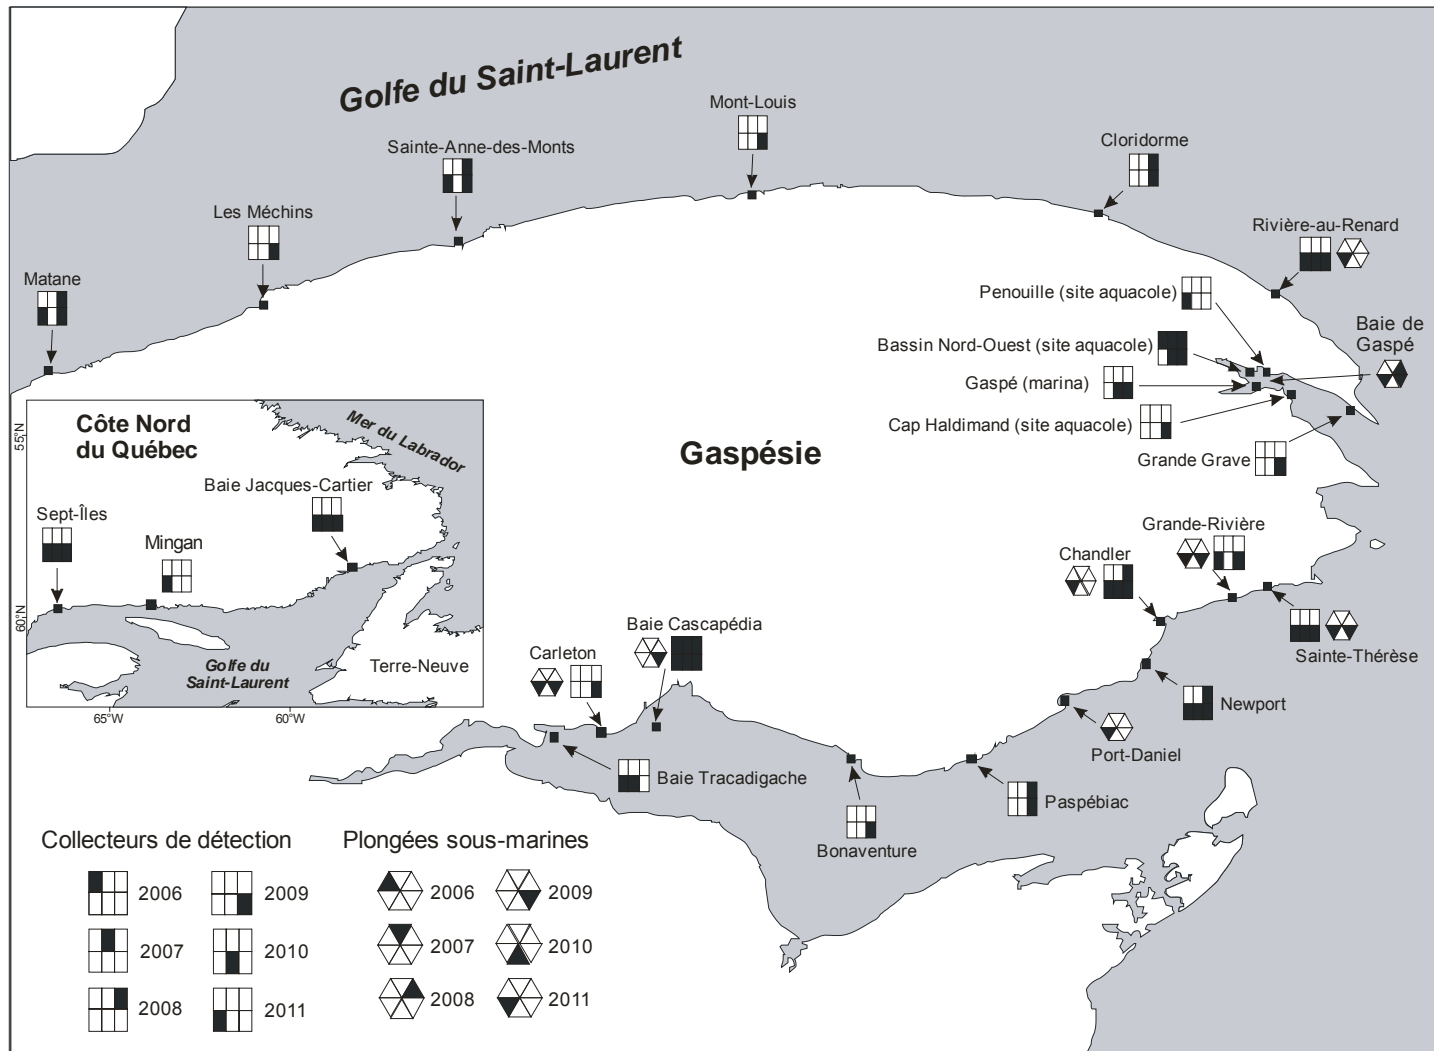 Golfe du Saint-Laurent
Mont-Louis
Sainte-Anne-des-Monts
Cloridorme
Les Méchins
Rivière-au-Renard
Matane
Penouille (site aquacole)
Baie de
Gaspé
Bassin Nord-Ouest (site aquacole)
Gaspé (marina)
Cap Haldimand (site aquacole)
Grande Grave
Gaspésie
Côte Nord
du Québec
Mer du Labrador
55°N
Baie Jacques-Cartier
Sept-Îles
Mingan
60°N
Golfe du
Saint-Laurent
Terre-Neuve
65°W
60°W
Grande-Rivière
Chandler
Sainte-Thérèse
Newport
Port-Daniel
Baie Cascapédia
Carleton
Baie Tracadigache
Paspébiac
Bonaventure
Collecteurs de détection
2006
2009
2007
2010
2008
2011
Plongées sous-marines
2006
2009
2007
2010
2008
2011